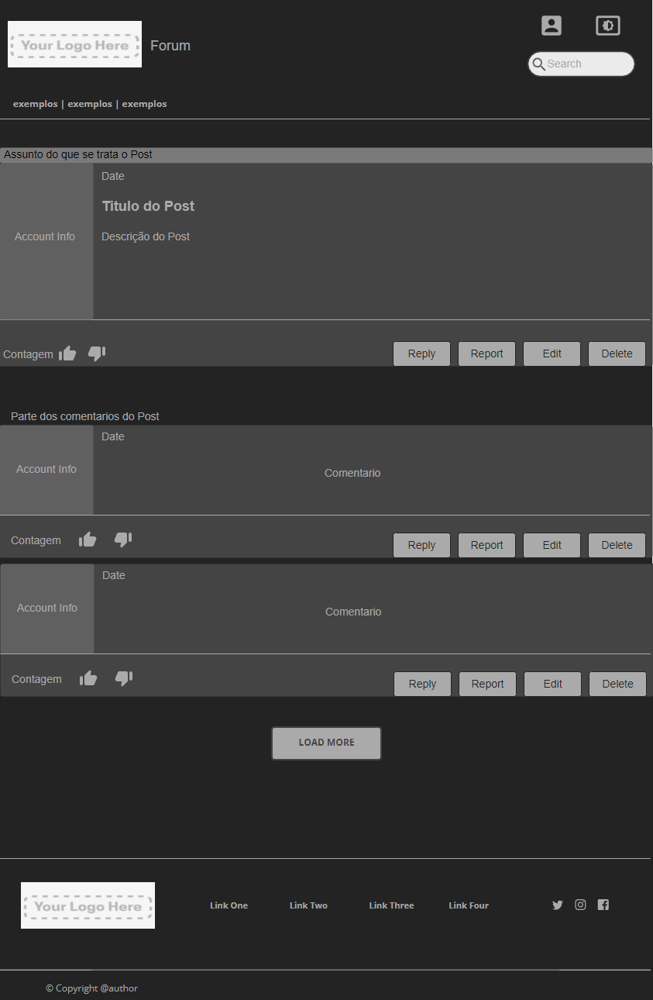 Your Logo Here
Forum
Search
exemplos | exemplos | exemplos
Assunto do que se trata o Post
Date
Titulo do Post
Account Info
Descrição do Post
Contagem
Reply
Report
Edit
Delete
Parte dos comentarios do Post
Date
Account Info
Comentario
Contagem
Reply
Report
Edit
Delete
Date
Account Info
Comentario
Contagem
Reply
Report
Edit
Delete
LOAD MORE
Your Logo Here
Link One
Link Two
Link Three
Link Four
© Copyright @author